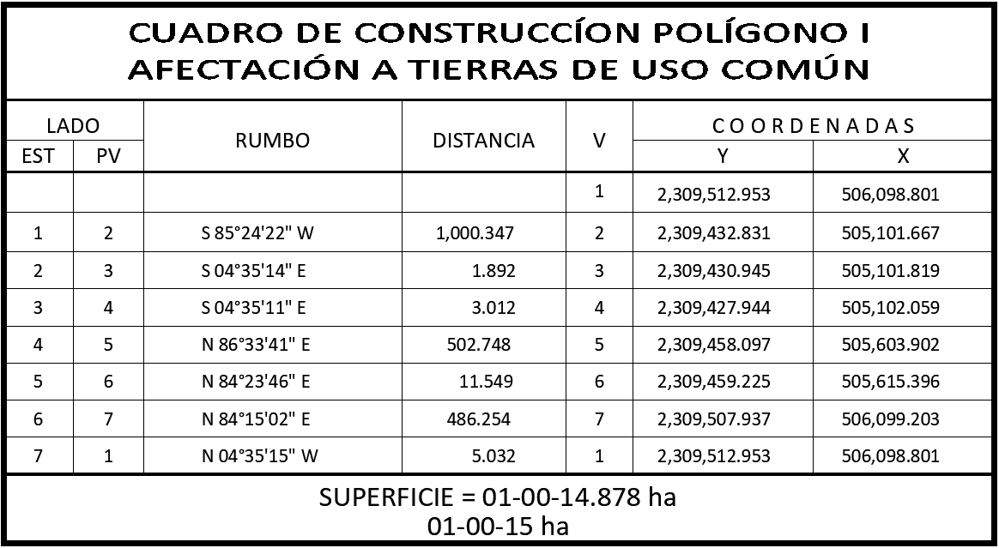 CUADRO DE CONSTRUCCÍON POLÍGONO I
AFECTACIÓN A TIERRAS DE USO COMÚN
LADO RUMBO DISTANCIA V C O O R D E N A D A S
EST PV Y X
1 2,309,512.953 506,098.801
1 2 S 85°24'22" W 1,000.347 2 2,309,432.831 505,101.667
2 3 S 04°35'14" E 1.892 3 2,309,430.945 505,101.819
3 4 S 04°35'11" E 3.012 4 2,309,427.944 505,102.059
4 5 N 86°33'41" E 502.748 5 2,309,458.097 505,603.902
5 6 N 84°23'46" E 11.549 6 2,309,459.225 505,615.396
6 7 N 84°15'02" E 486.254 7 2,309,507.937 506,099.203
7 1 N 04°35'15" W 5.032 1 2,309,512.953 506,098.801
SUPERFICIE = 01-00-14.878 ha
01-00-15 ha